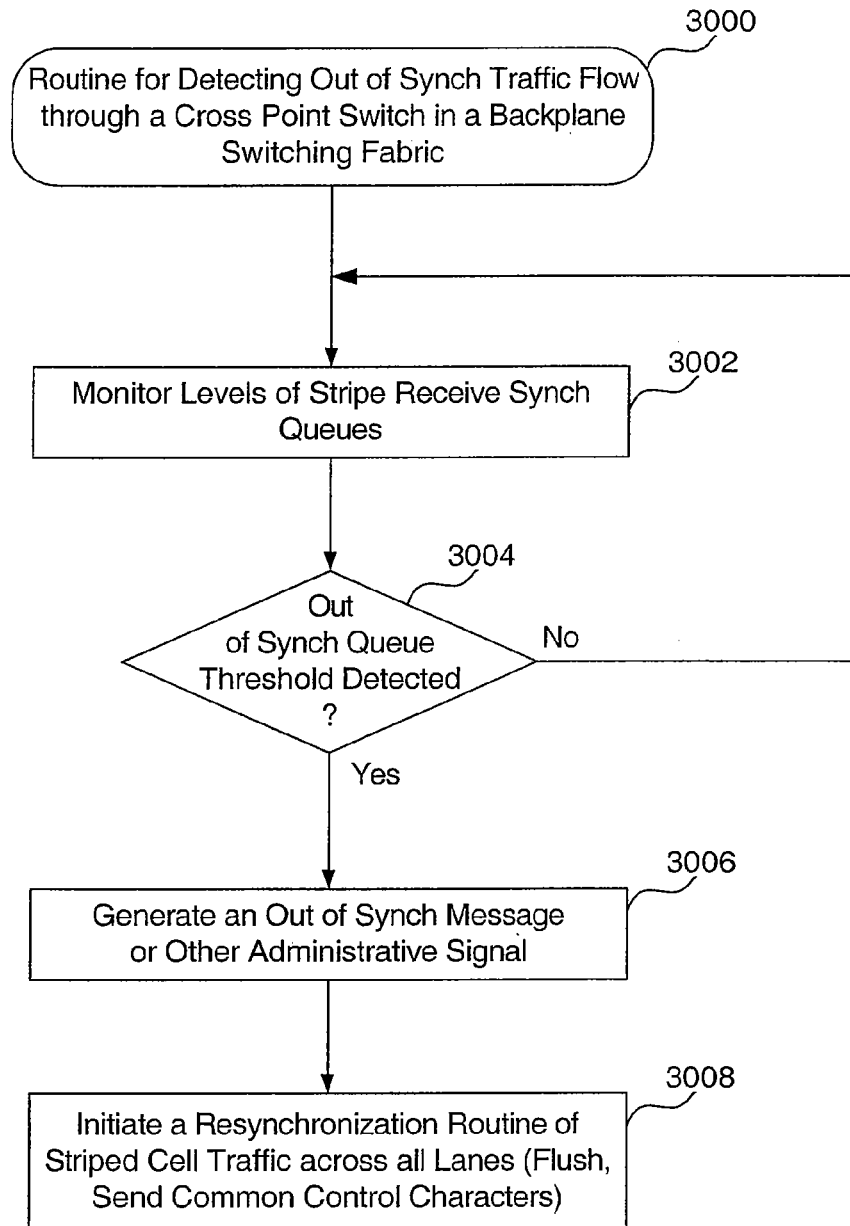 3000
Routine for Detecting Out of Synch Traffic Flow
through a Cross Point Switch in a Backplane
Switching Fabric
3002
Monitor Levels of Stripe Receive Synch
Queues
3004
Out
of Synch Queue
Threshold Detected
?
No
Yes
3006
Generate an Out of Synch Message
or Other Administrative Signal
3008
Initiate a Resynchronization Routine of
Striped Cell Traffic across all Lanes (Flush,
Send Common Control Characters)